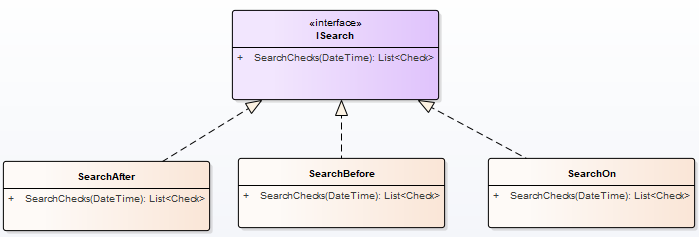 «interface»
ISearch
+ SearchChecks(DateTime): List<Check>
SearchAfter
+ SearchChecks(DateTime): List<Check>
SearchBefore
+ SearchChecks(DateTime): List<Check>
SearchOn
+ SearchChecks(DateTime): List<Check>